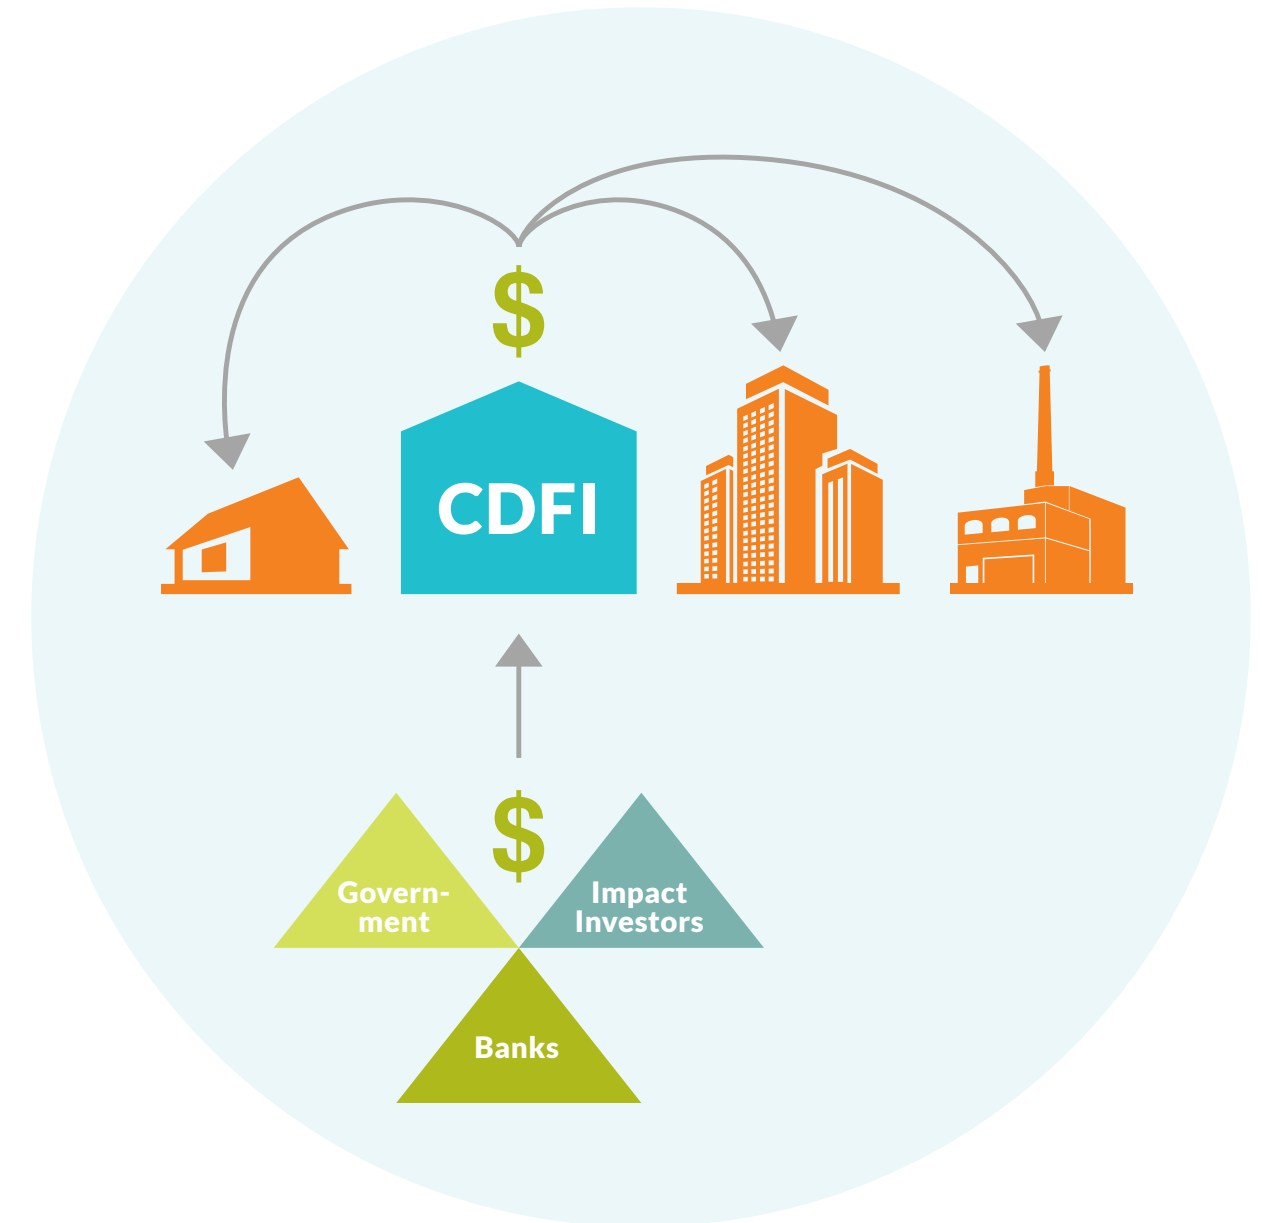 $
CDFI
$
Govern-
ment
Impact
Investors
Banks